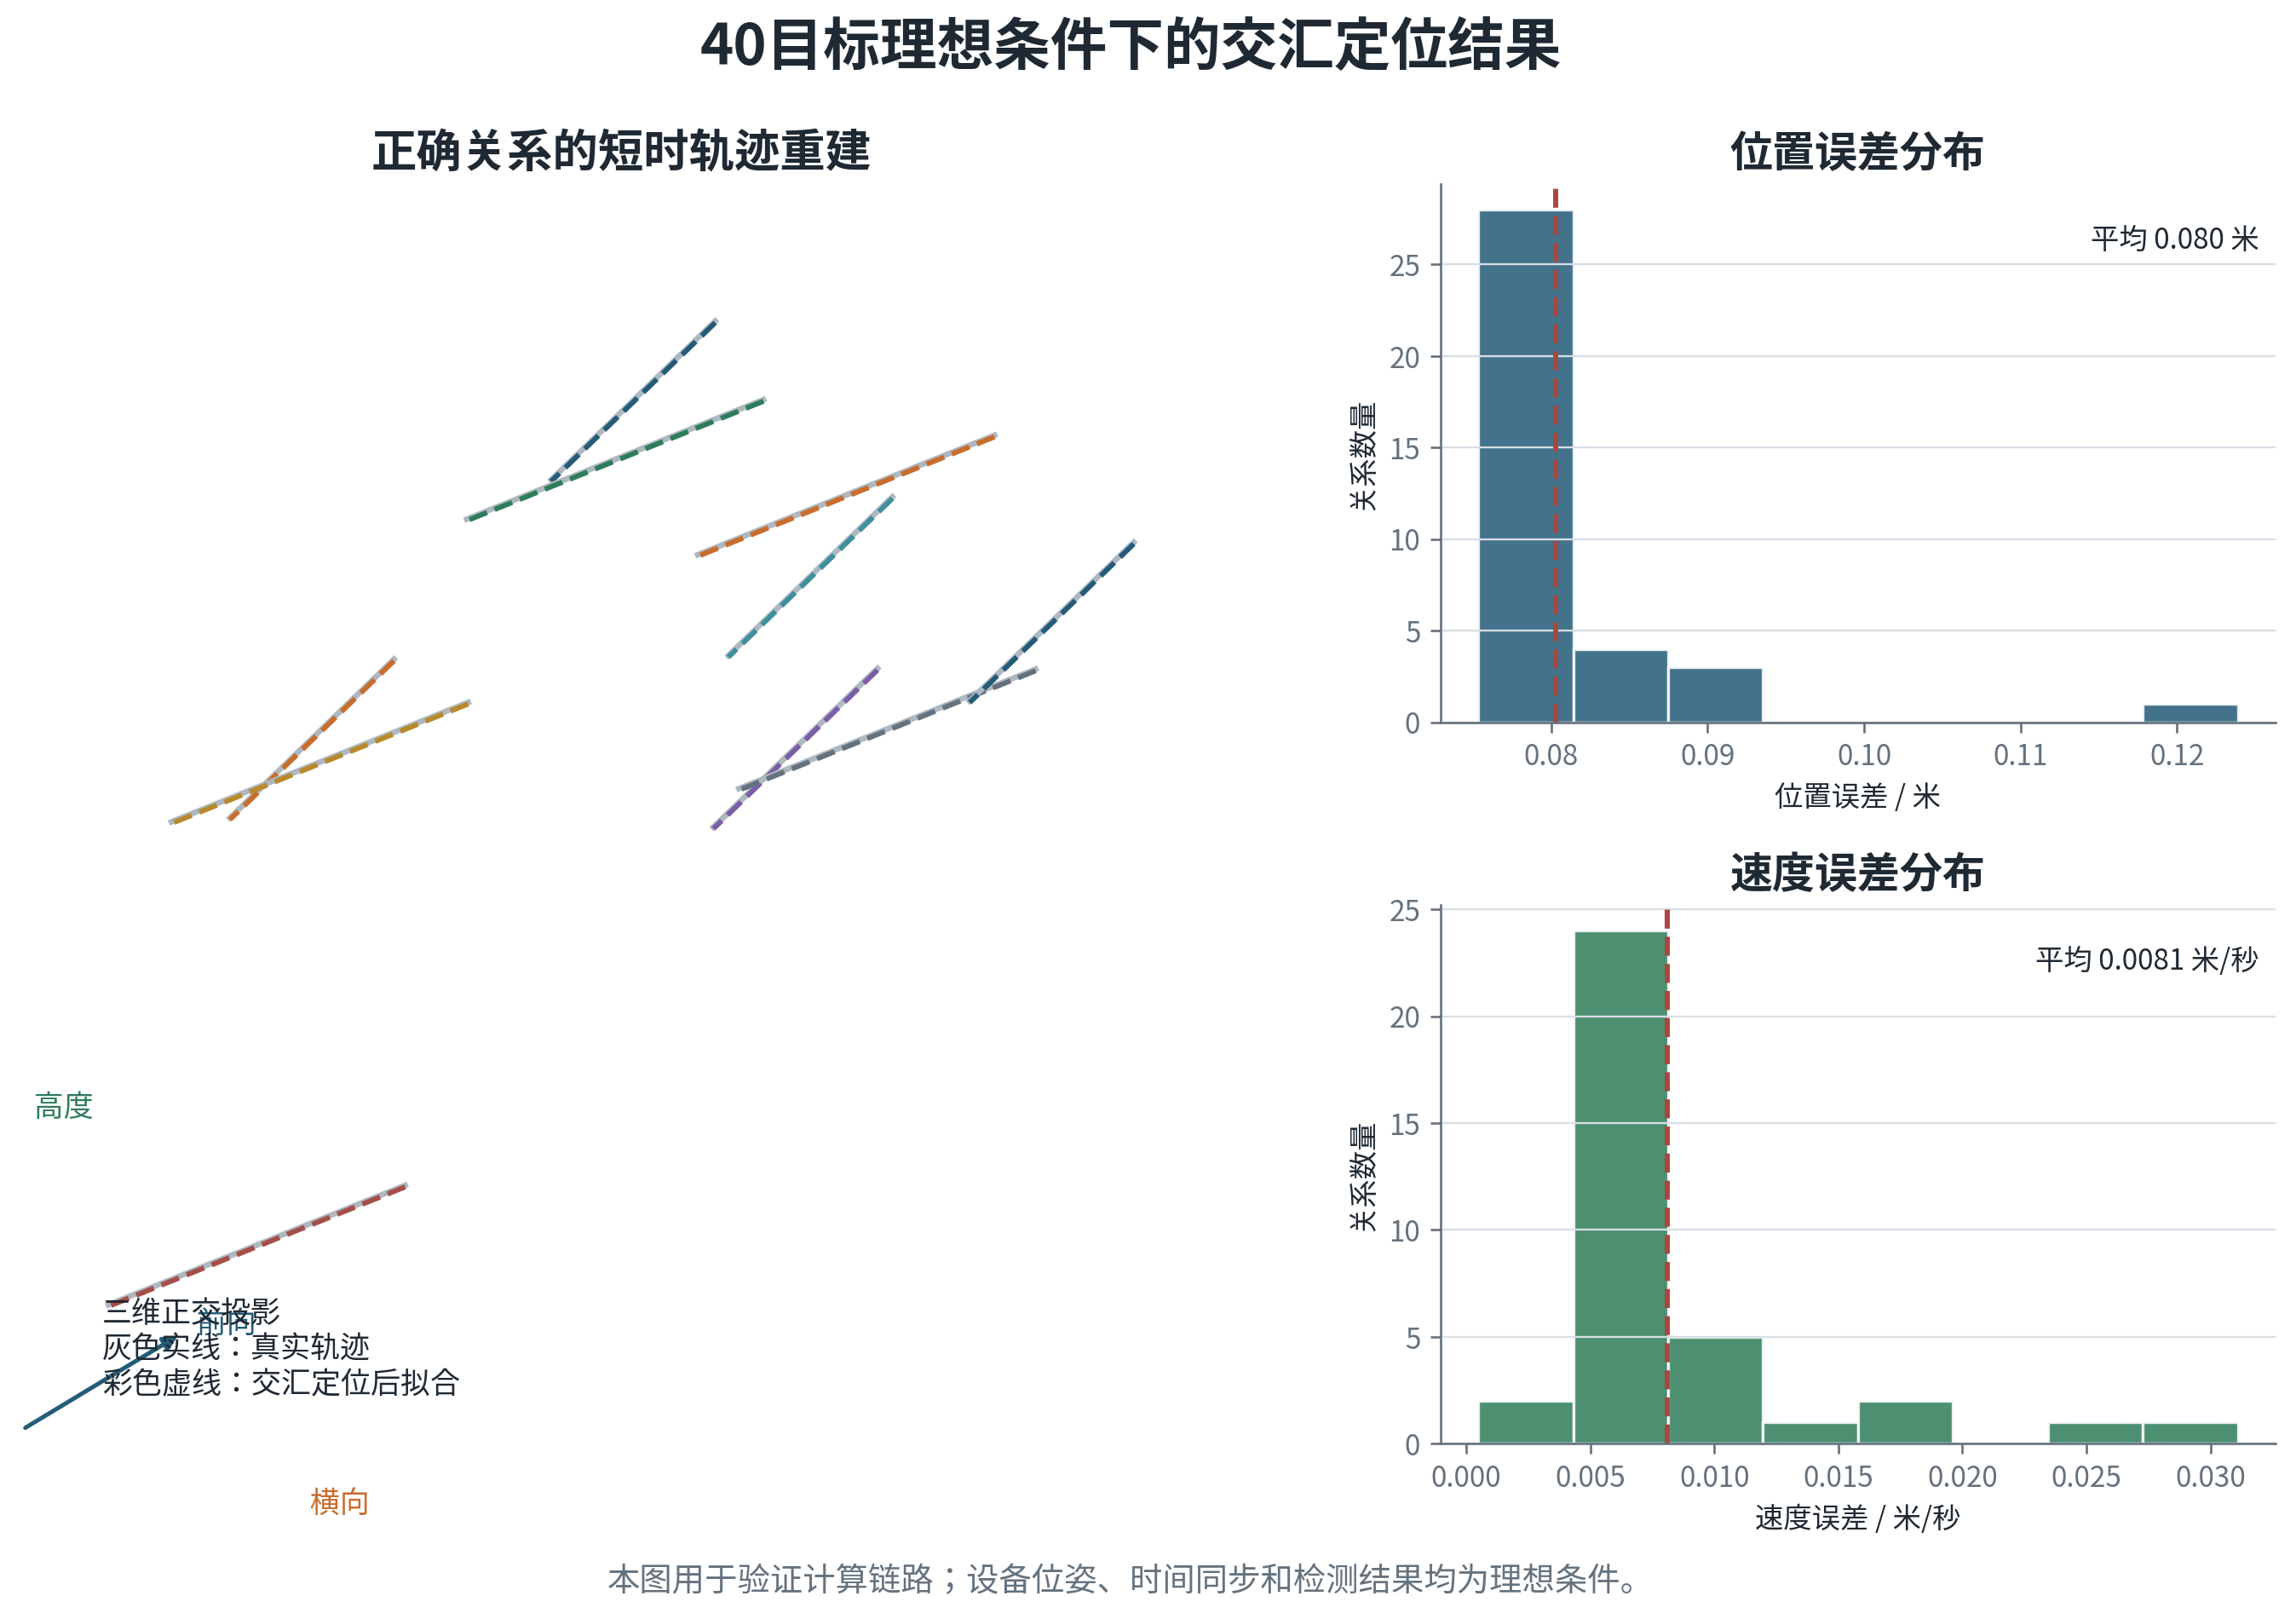 40目标理想条件下的交汇定位结果
正确关系的短时轨迹重建
高度
前向
三维正交投影
灰色实线：真实轨迹
彩色虚线：交汇定位后拟合
横向
位置误差分布
平均 0.080 米
关系数量
25
20
15
10
5
0
0.08 0.09 0.10 0.11 0.12
位置误差 / 米
速度误差分布
平均 0.0081 米/秒
关系数量
25
20
15
10
5
0
0.000 0.005 0.010 0.015 0.020 0.025 0.030
速度误差 / 米/秒
本图用于验证计算链路；设备位姿、时间同步和检测结果均为理想条件。